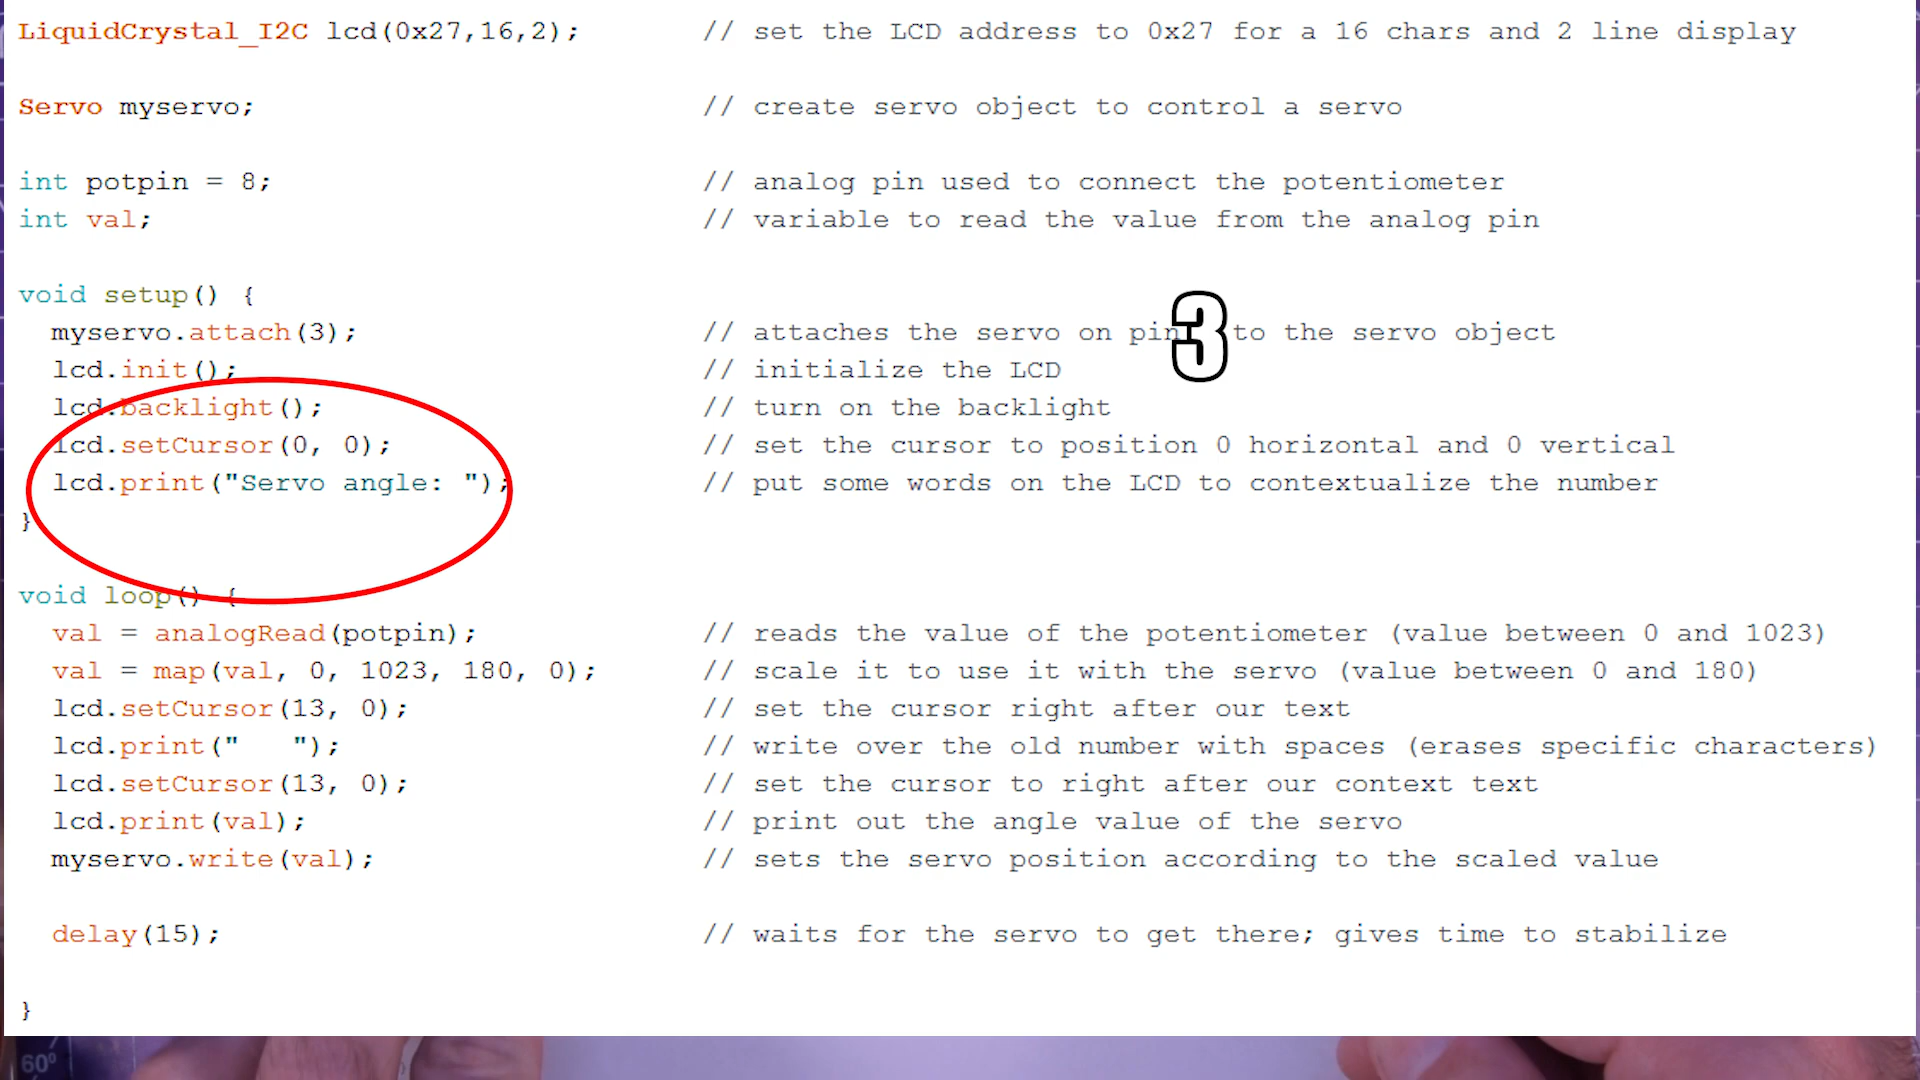 LiquidCrystal_I2C lcd(0x27,16,2); // set the LCD address to 0x27 for a 16 chars and 2 line display
Servo myservo; // create servo object to control a servo
int potpin = 8; // analog pin used to connect the potentiometer
int val; // variable to read the value from the analog pin
void setup() {
myservo.attach(3); // attaches the servo on pin 3 to the servo object
lcd.init(); // initialize the LCD
lcd.backlight(); // turn on the backlight
lcd.setCursor(0, 0); // set the cursor to position 0 horizontal and 0 vertical
lcd.print("Servo angle: "); // put some words on the LCD to contextualize the number
}
void loop() {
val = analogRead(potpin); // reads the value of the potentiometer (value between 0 and 1023)
val = map(val, 0, 1023, 180, 0); // scale it to use it with the servo (value between 0 and 180)
lcd.setCursor(13, 0); // set the cursor right after our text
lcd.print("   "); // write over the old number with spaces (erases specific characters)
lcd.setCursor(13, 0); // set the cursor to right after our context text
lcd.print(val); // print out the angle value of the servo
myservo.write(val); // sets the servo position according to the scaled value
delay(15); // waits for the servo to get there; gives time to stabilize
}
60°